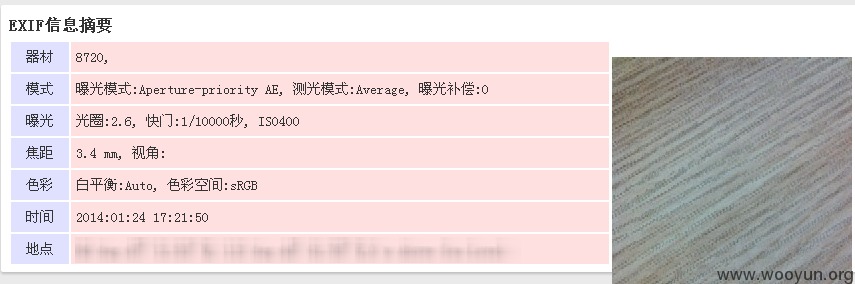 EXIF信息摘要
器材 8720,
模式 曝光模式:Aperture-priority AE, 测光模式:Average, 曝光补偿:0
曝光 光圈:2.6, 快门:1/10000秒, ISO400
焦距 3.4 mm, 视角:
色彩 白平衡:Auto, 色彩空间:sRGB
时间 2014:01:24 17:21:50
地点
www.wooyun.org